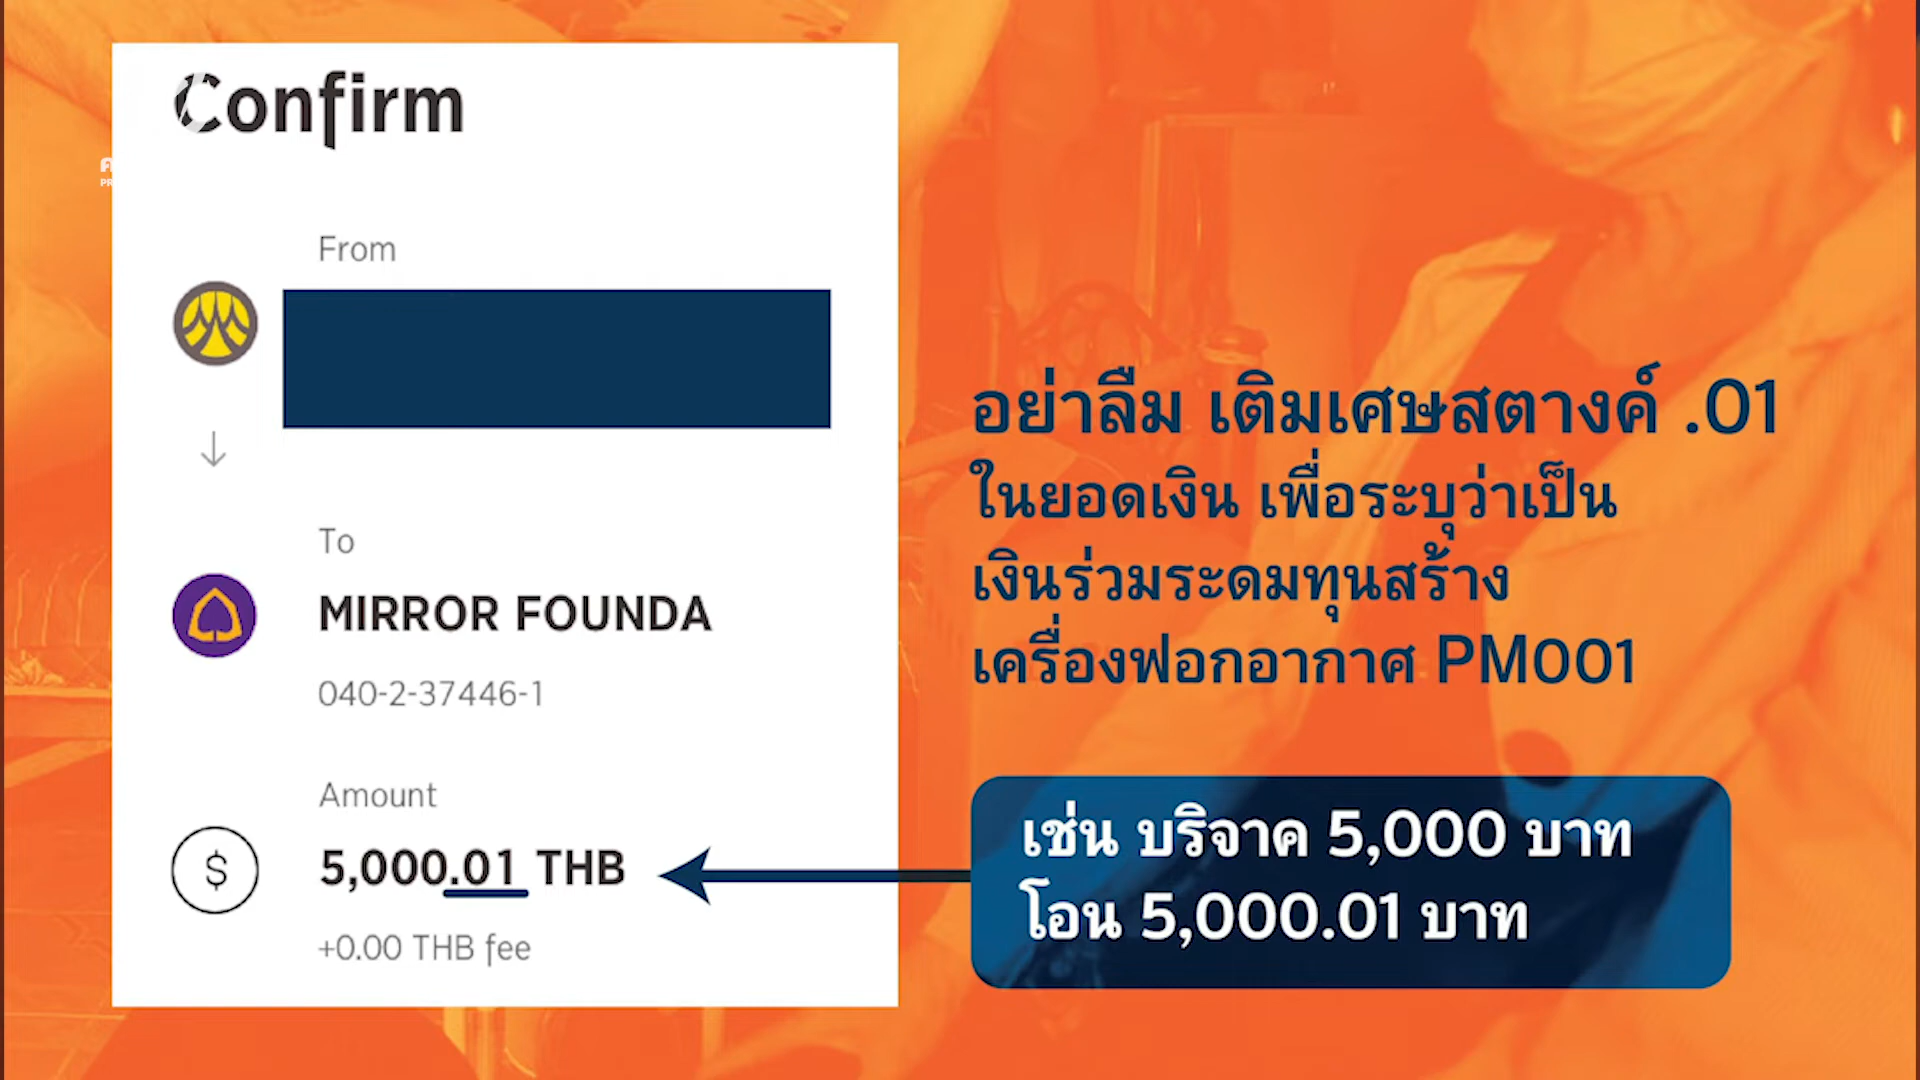 Confirm
From
To
MIRROR FOUNDA
040-2-37446-1
Amount
5,000.01 THB
+0.00 THB fee
อย่าลืม เติมเศษสตางค์ .01
ในยอดเงิน เพื่อระบุว่าเป็น
เงินร่วมระดมทุนสร้าง
เครื่องฟอกอากาศ PM001
เช่น บริจาค 5,000 บาท
โอน 5,000.01 บาท